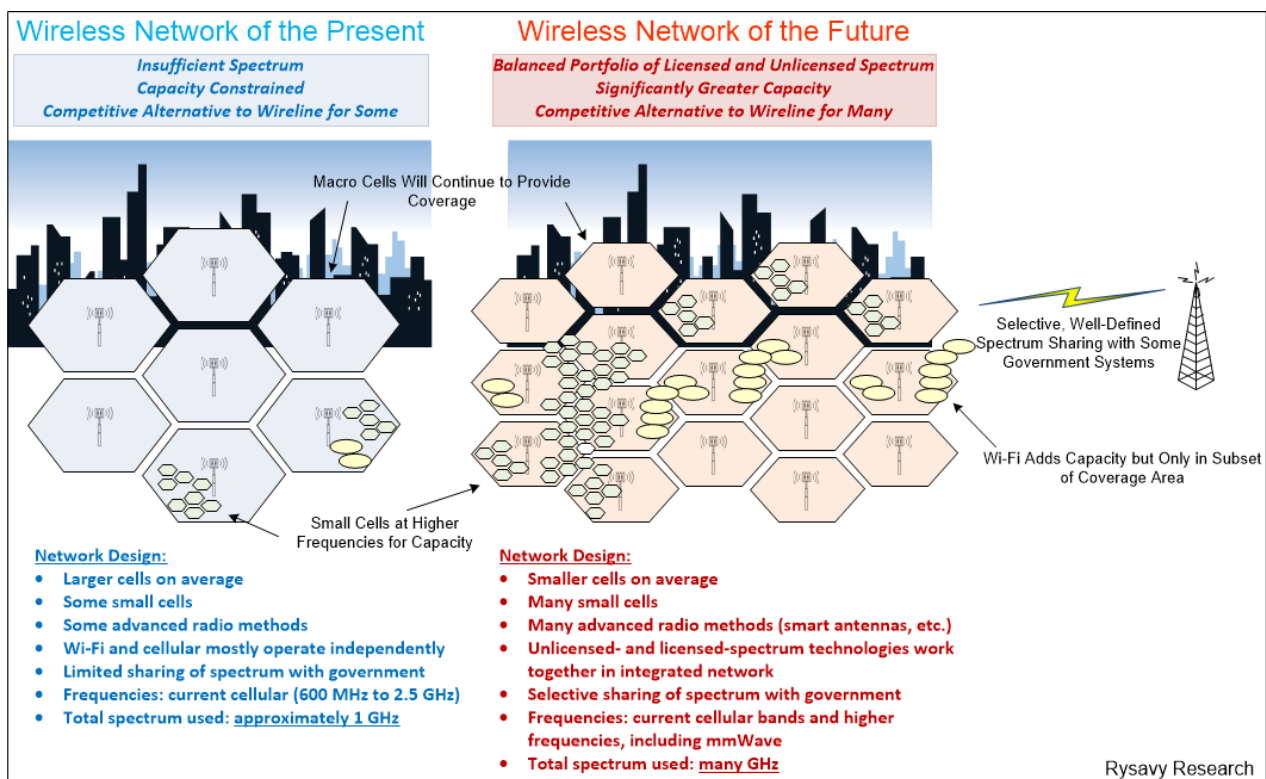 Wireless Network of the Present
Insufficient Spectrum
Capacity Constrained
Competitive Alternative to Wireline for Some
Wireless Network of the Future
Balanced Portfolio of Licensed and Unlicensed Spectrum
Significantly Greater Capacity
Competitive Alternative to Wireline for Many
Macro Cells Will Continue to Provide
Coverage
Selective, Well-Defined
Spectrum Sharing with Some
Government Systems
Wi-Fi Adds Capacity but Only in Subset
of Coverage Area
Small Cells at Higher
Frequencies for Capacity
Network Design:
• Larger cells on average
• Some small cells
• Some advanced radio methods
• Wi-Fi and cellular mostly operate independently
• Limited sharing of spectrum with government
• Frequencies: current cellular (600 MHz to 2.5 GHz)
• Total spectrum used: approximately 1 GHz
Network Design:
• Smaller cells on average
• Many small cells
• Many advanced radio methods (smart antennas, etc.)
• Unlicensed- and licensed-spectrum technologies work
together in integrated network
• Selective sharing of spectrum with government
• Frequencies: current cellular bands and higher
frequencies, including mmWave
• Total spectrum used: many GHz
Rysavy Research